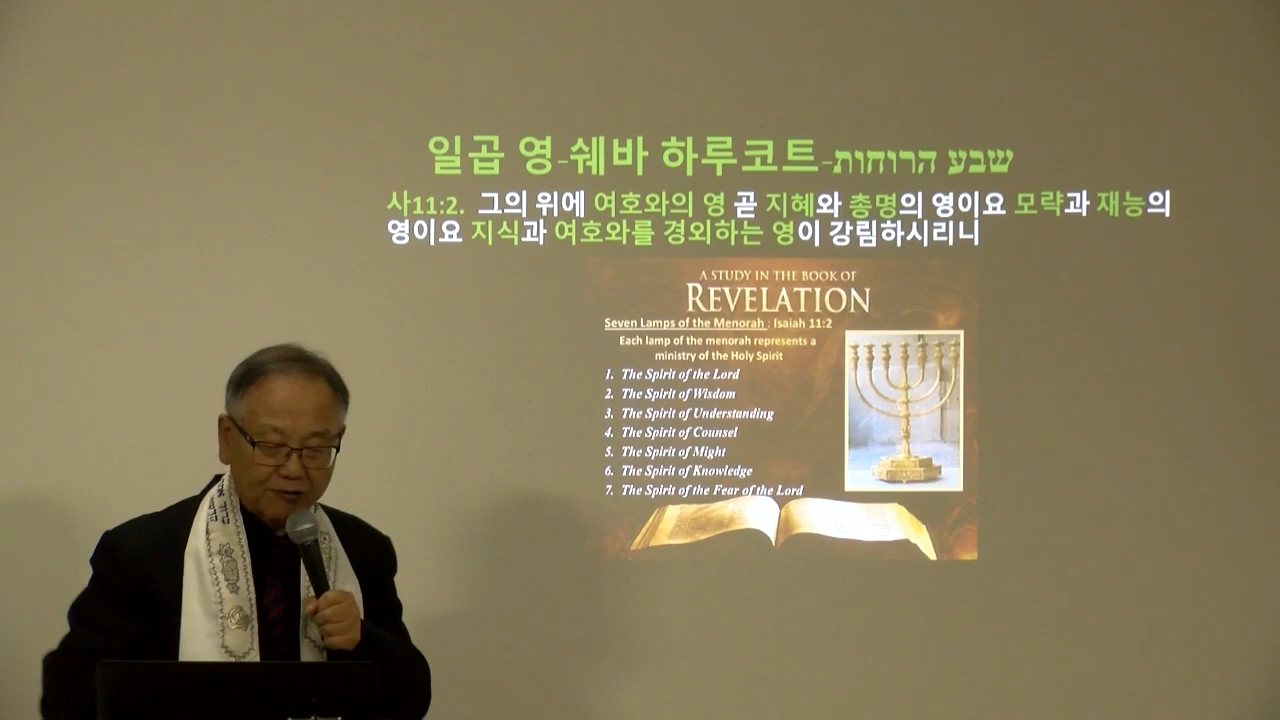 일곱 영-쉐바 하루코트-שבע הרוחות
사11:2. 그의 위에 여호와의 영 곧 지혜와 총명의 영이요 모략과 재능의
영이요 지식과 여호와를 경외하는 영이 강림하시리니
A STUDY IN THE BOOK OF
REVELATION
Seven Lamps of the Menorah : Isaiah 11:2
Each lamp of the menorah represents a
ministry of the Holy Spirit
1. The Spirit of the Lord
2. The Spirit of Wisdom
3. The Spirit of Understanding
4. The Spirit of Counsel
5. The Spirit of Might
6. The Spirit of Knowledge
7. The Spirit of the Fear of the Lord